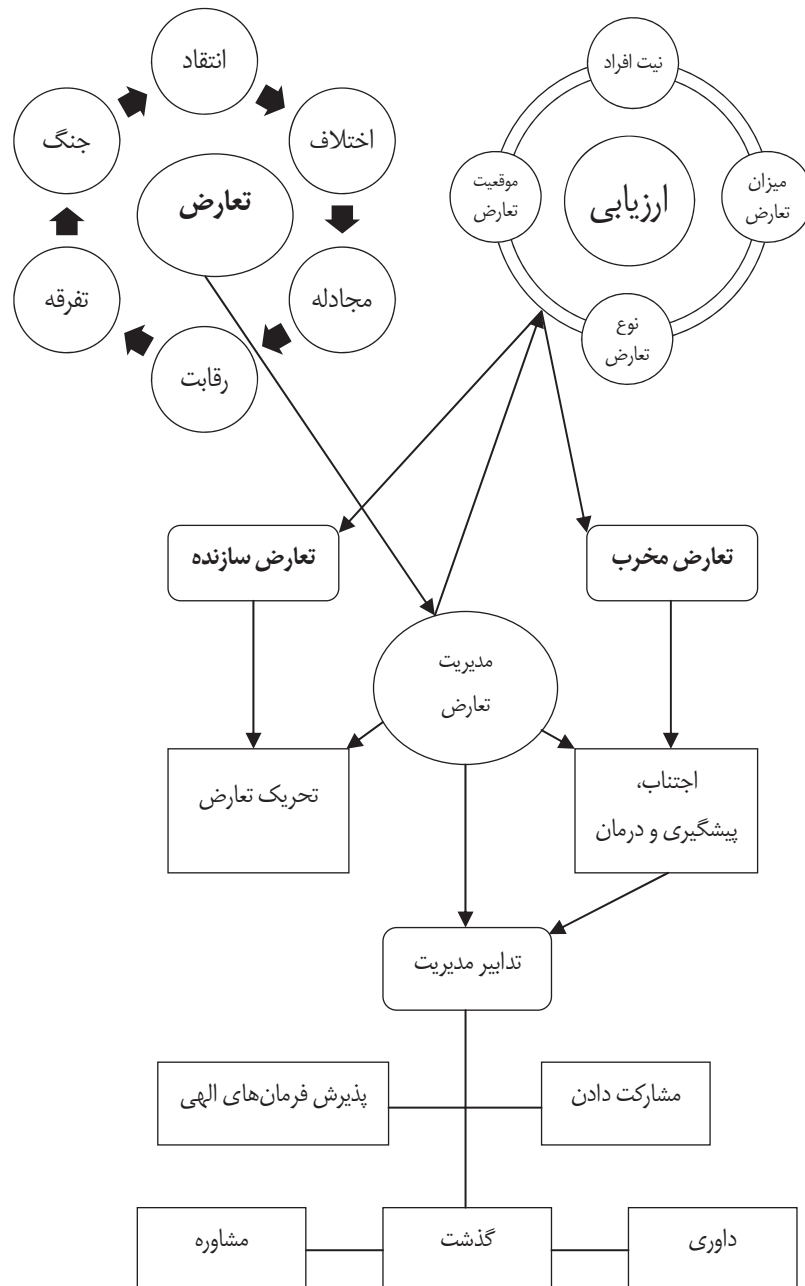 انتقاد
اختلاف
مجادله
رقابت
تفرقه
جنگ
تعارض
نیت افراد
میزان
تعارض
نوع
تعارض
موقعیت
تعارض
ارزیابی
تعارض مخرب
تعارض سازنده
مدیریت
تعارض
اجتناب،
پیشگیری و درمان
تحریک تعارض
تدابیر مدیریت
مشارکت دادن
پذیرش فرمان‌های الهی
داوری
گذشت
مشاوره